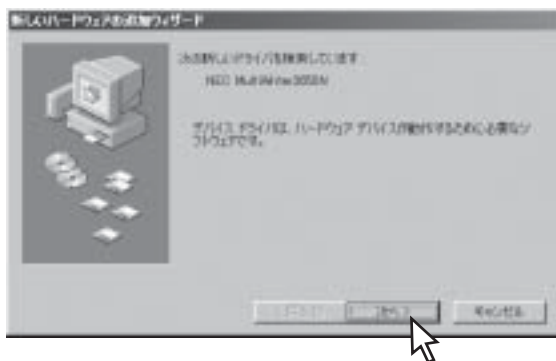 新しいハードウェアの追加ウィザード
次の新しいドライバを検索しています:
NEC MultiWriter2050N
デバイス ドライバは、ハードウェア デバイスが動作するために必要なソ
フトウェアです。
次へ >
キャンセル